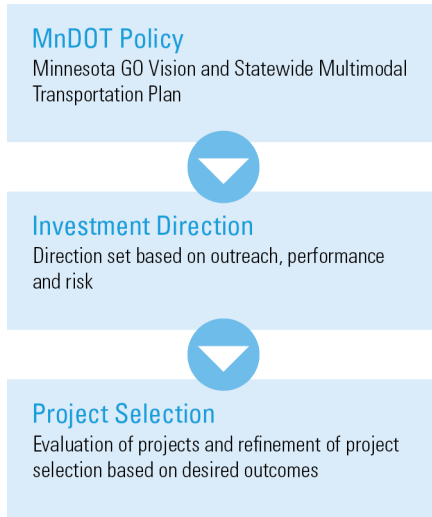 MnDOT Policy
Minnesota GO Vision and Statewide Multimodal
Transportation Plan
Investment Direction
Direction set based on outreach, performance
and risk
Project Selection
Evaluation of projects and refinement of project
selection based on desired outcomes